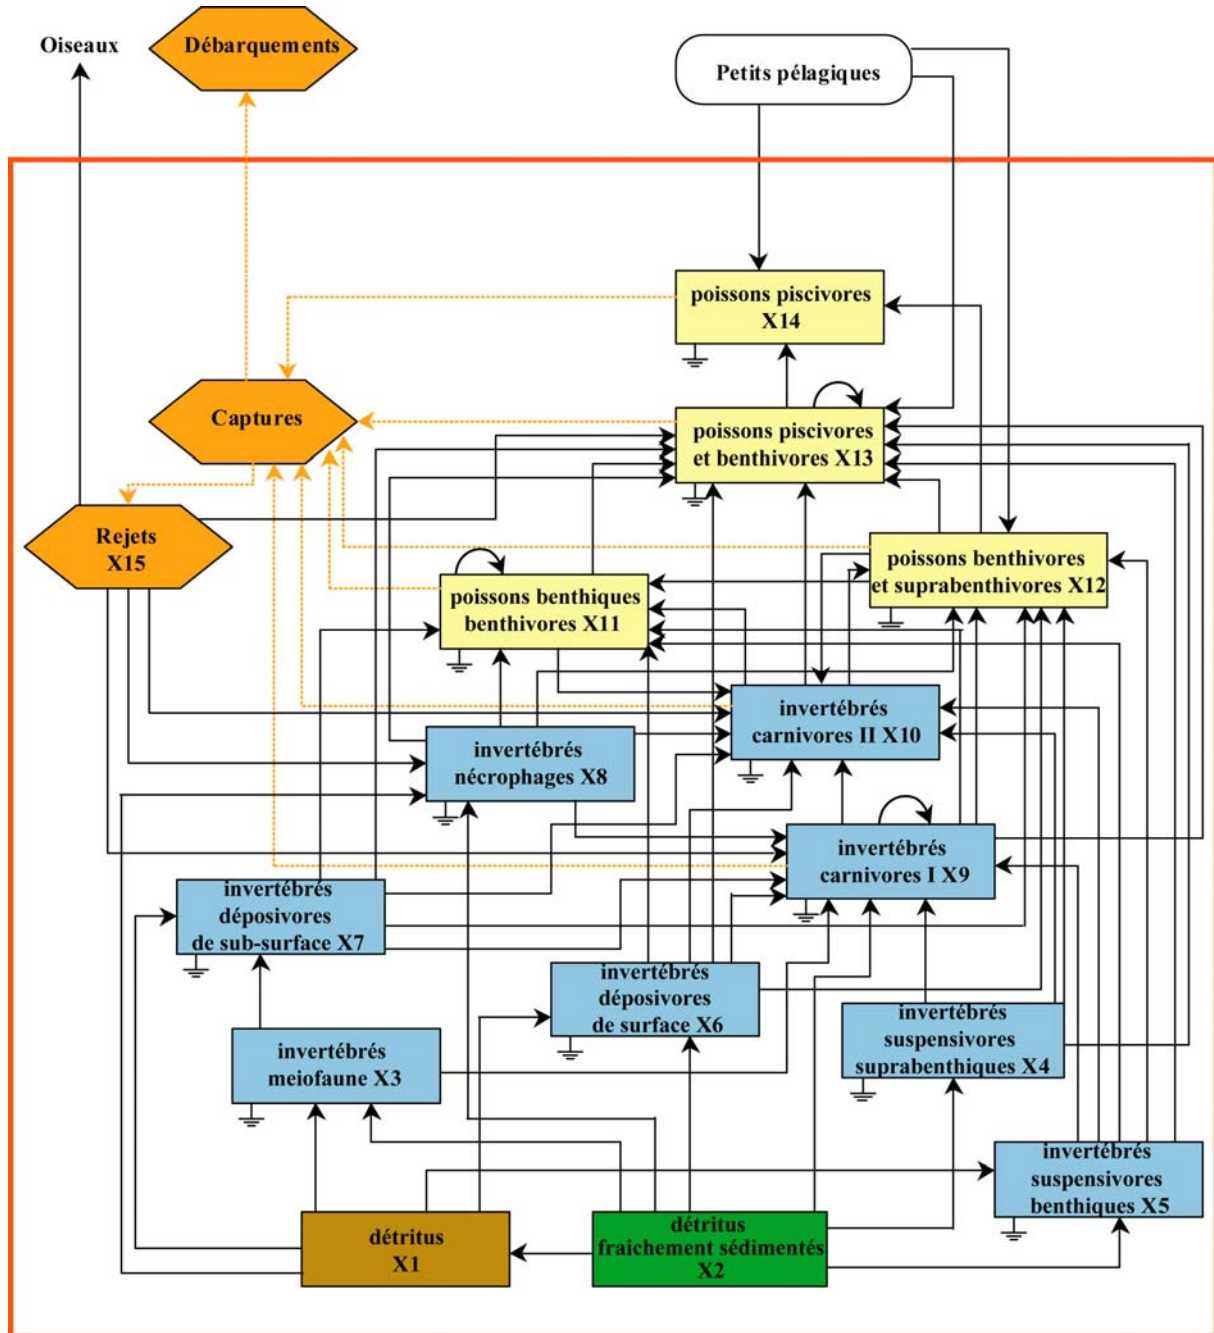 Oiseaux
Débarquements
Petits pélagiques
poissons piscivores
X14
Captures
poissons piscivores
et benthivores X13
Rejets
X15
poissons benthivores
et suprabenthivores X12
poissons benthiques
benthivores X11
invertébrés
carnivores II X10
invertébrés
nécrophages X8
invertébrés
carnivores I X9
invertébrés
déposivores
de sub-surface X7
invertébrés
déposivores
de surface X6
invertébrés
suspensivores
suprabenthiques X4
invertébrés
meiofaune X3
invertébrés
suspensivores
benthiques X5
détritus
X1
détritus
fraichement sédimentés
X2